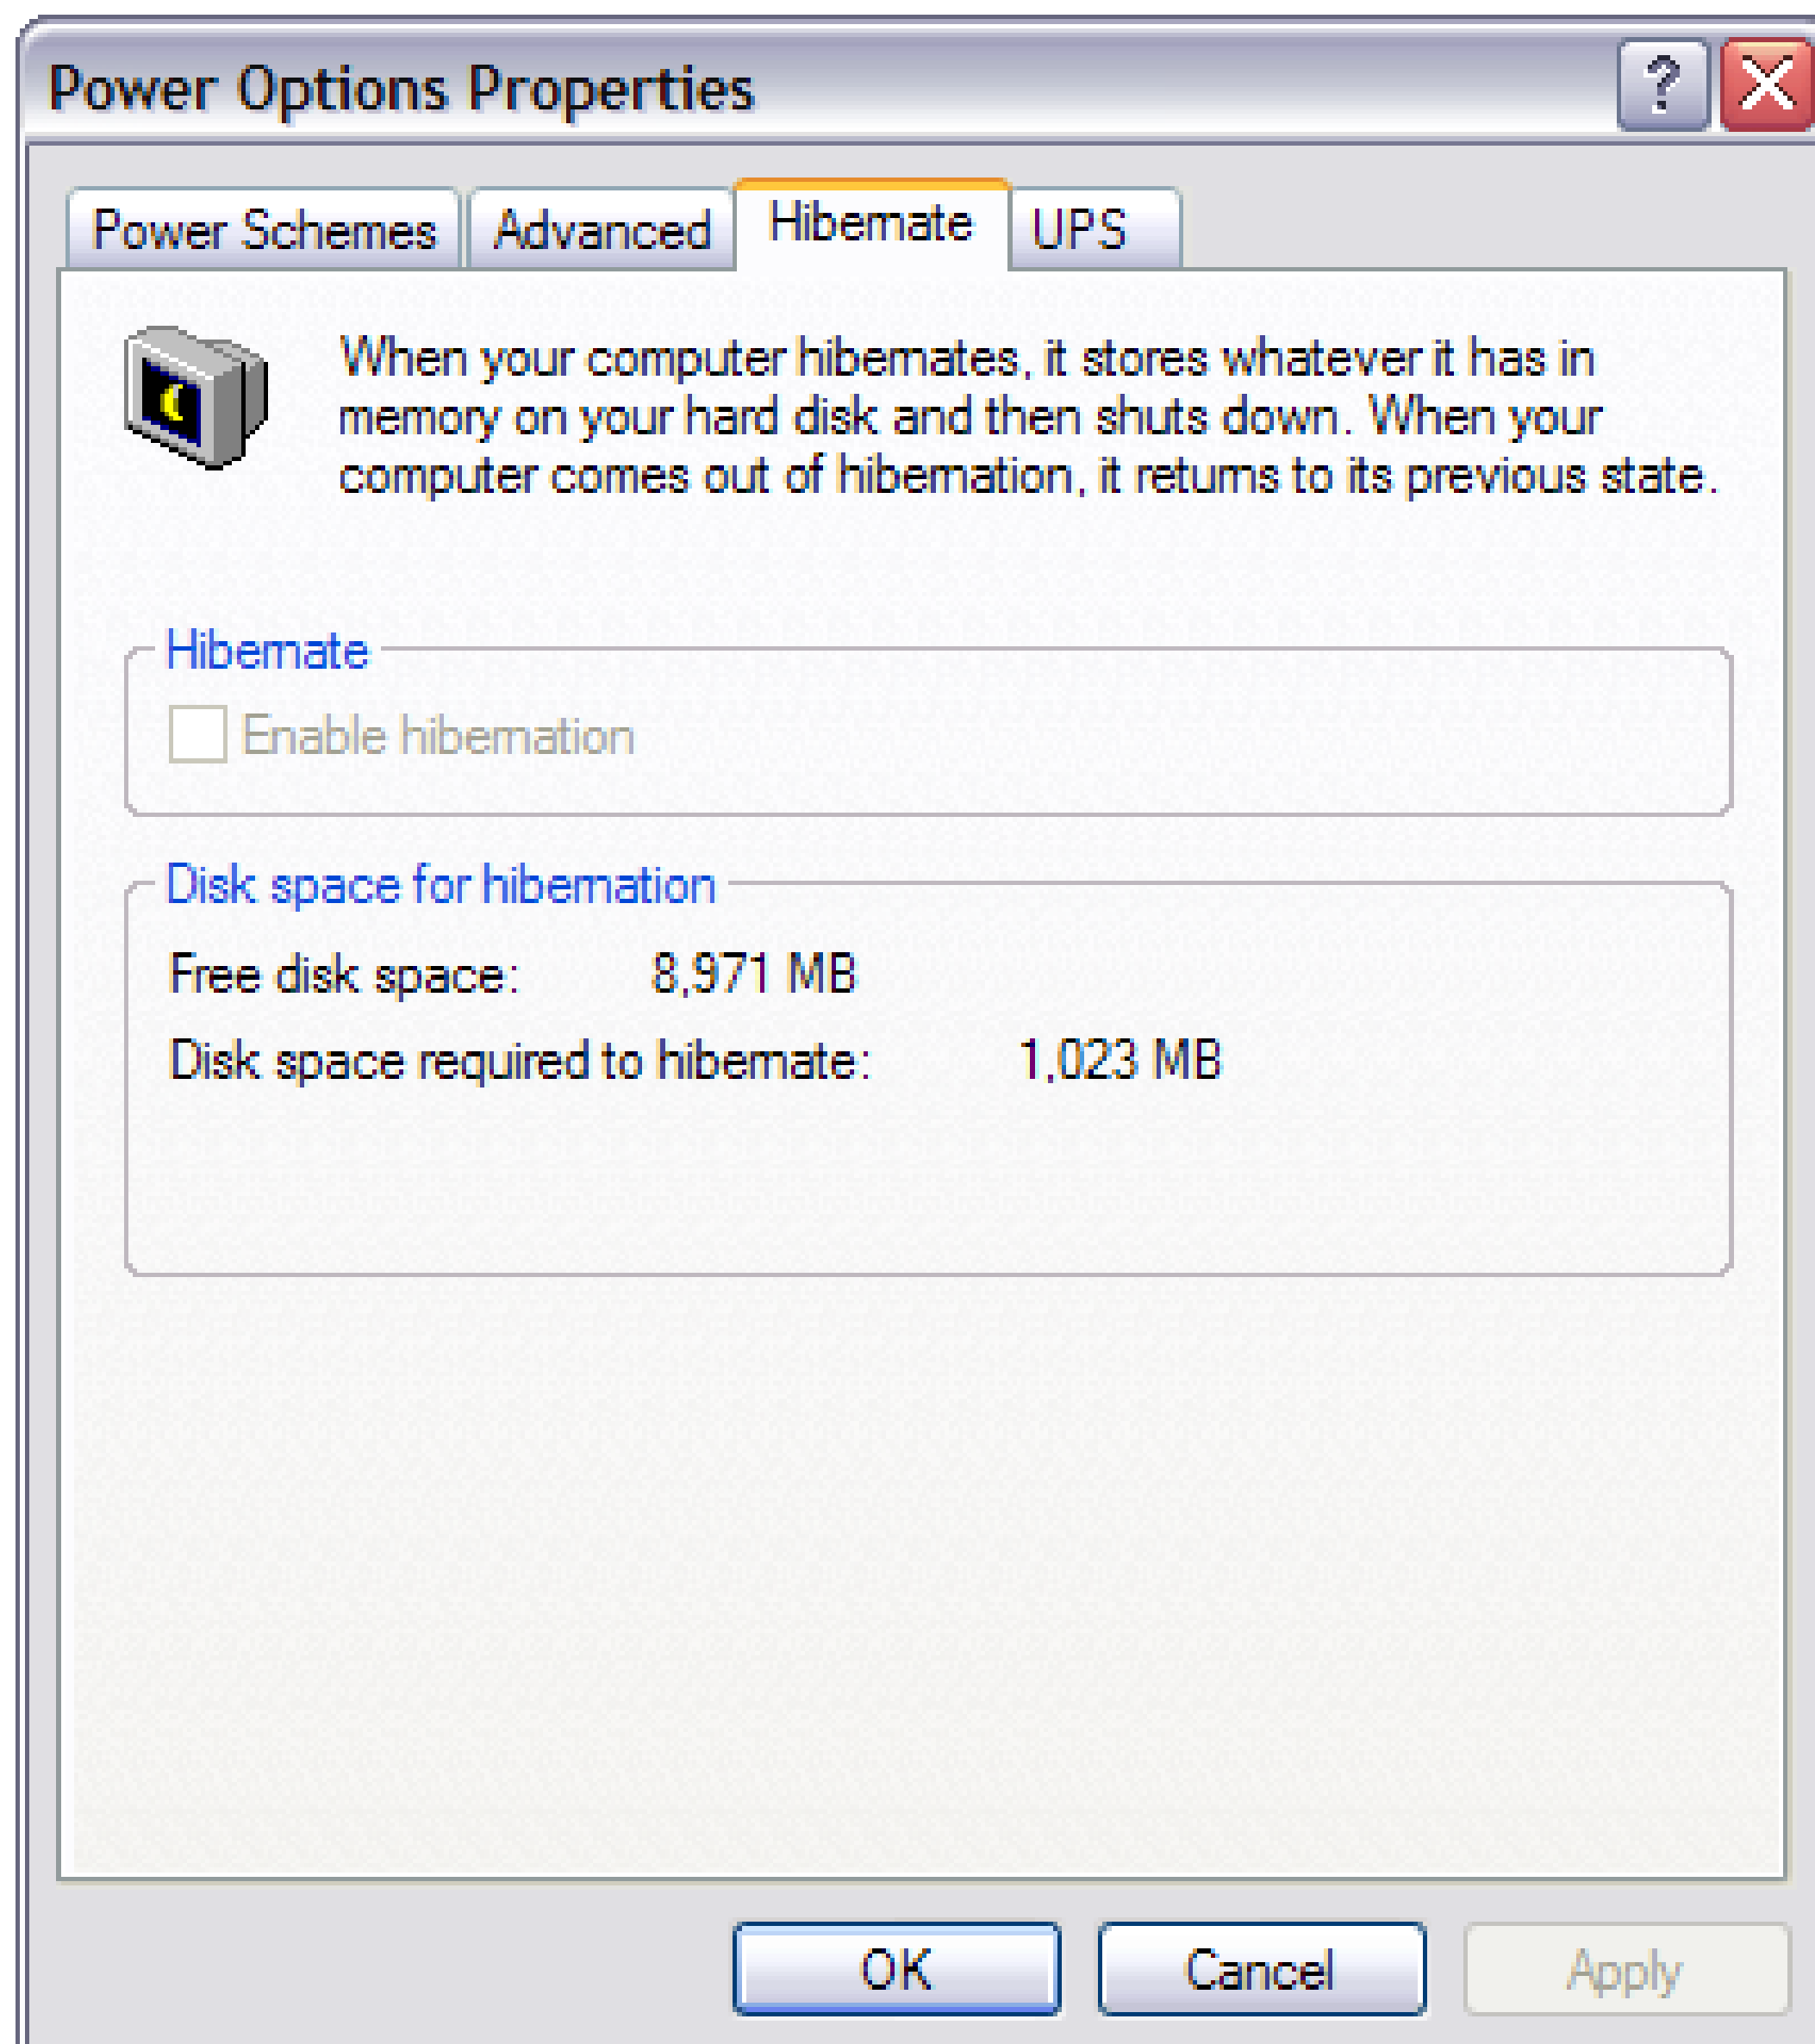 Power Options Properties
Power Schemes Advanced Hibernate UPS
When your computer hibernates, it stores whatever it has in
memory on your hard disk and then shuts down. When your
computer comes out of hibernation, it returns to its previous state.
Hibernate
Enable hibernation
Disk space for hibernation
Free disk space: 8,971 MB
Disk space required to hibernate: 1,023 MB
OK Cancel Apply